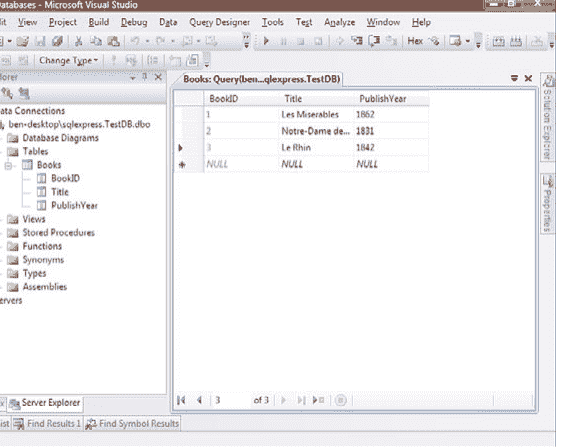 Databases - Microsoft Visual Studio
dit View Project Build Debug Data Query Designer Tools Test Analyze Window Help
Hex
Change Type
lorer
Books: Query(ben...qlexpress.TestDB)
BookID Title PublishYear
1 Les Miserables 1862
2 Notre-Dame de... 1831
3 Le Rhin 1842
NULL NULL NULL
ata Connections
ben-desktop\sqlexpress.TestDB.dbo
Database Diagrams
Tables
Books
BookID
Title
PublishYear
Views
Stored Procedures
Functions
Synonyms
Types
Assemblies
ervers
Solution Explorer
Properties
3 of 3
Server Explorer
ist Find Results 1 Find Symbol Results